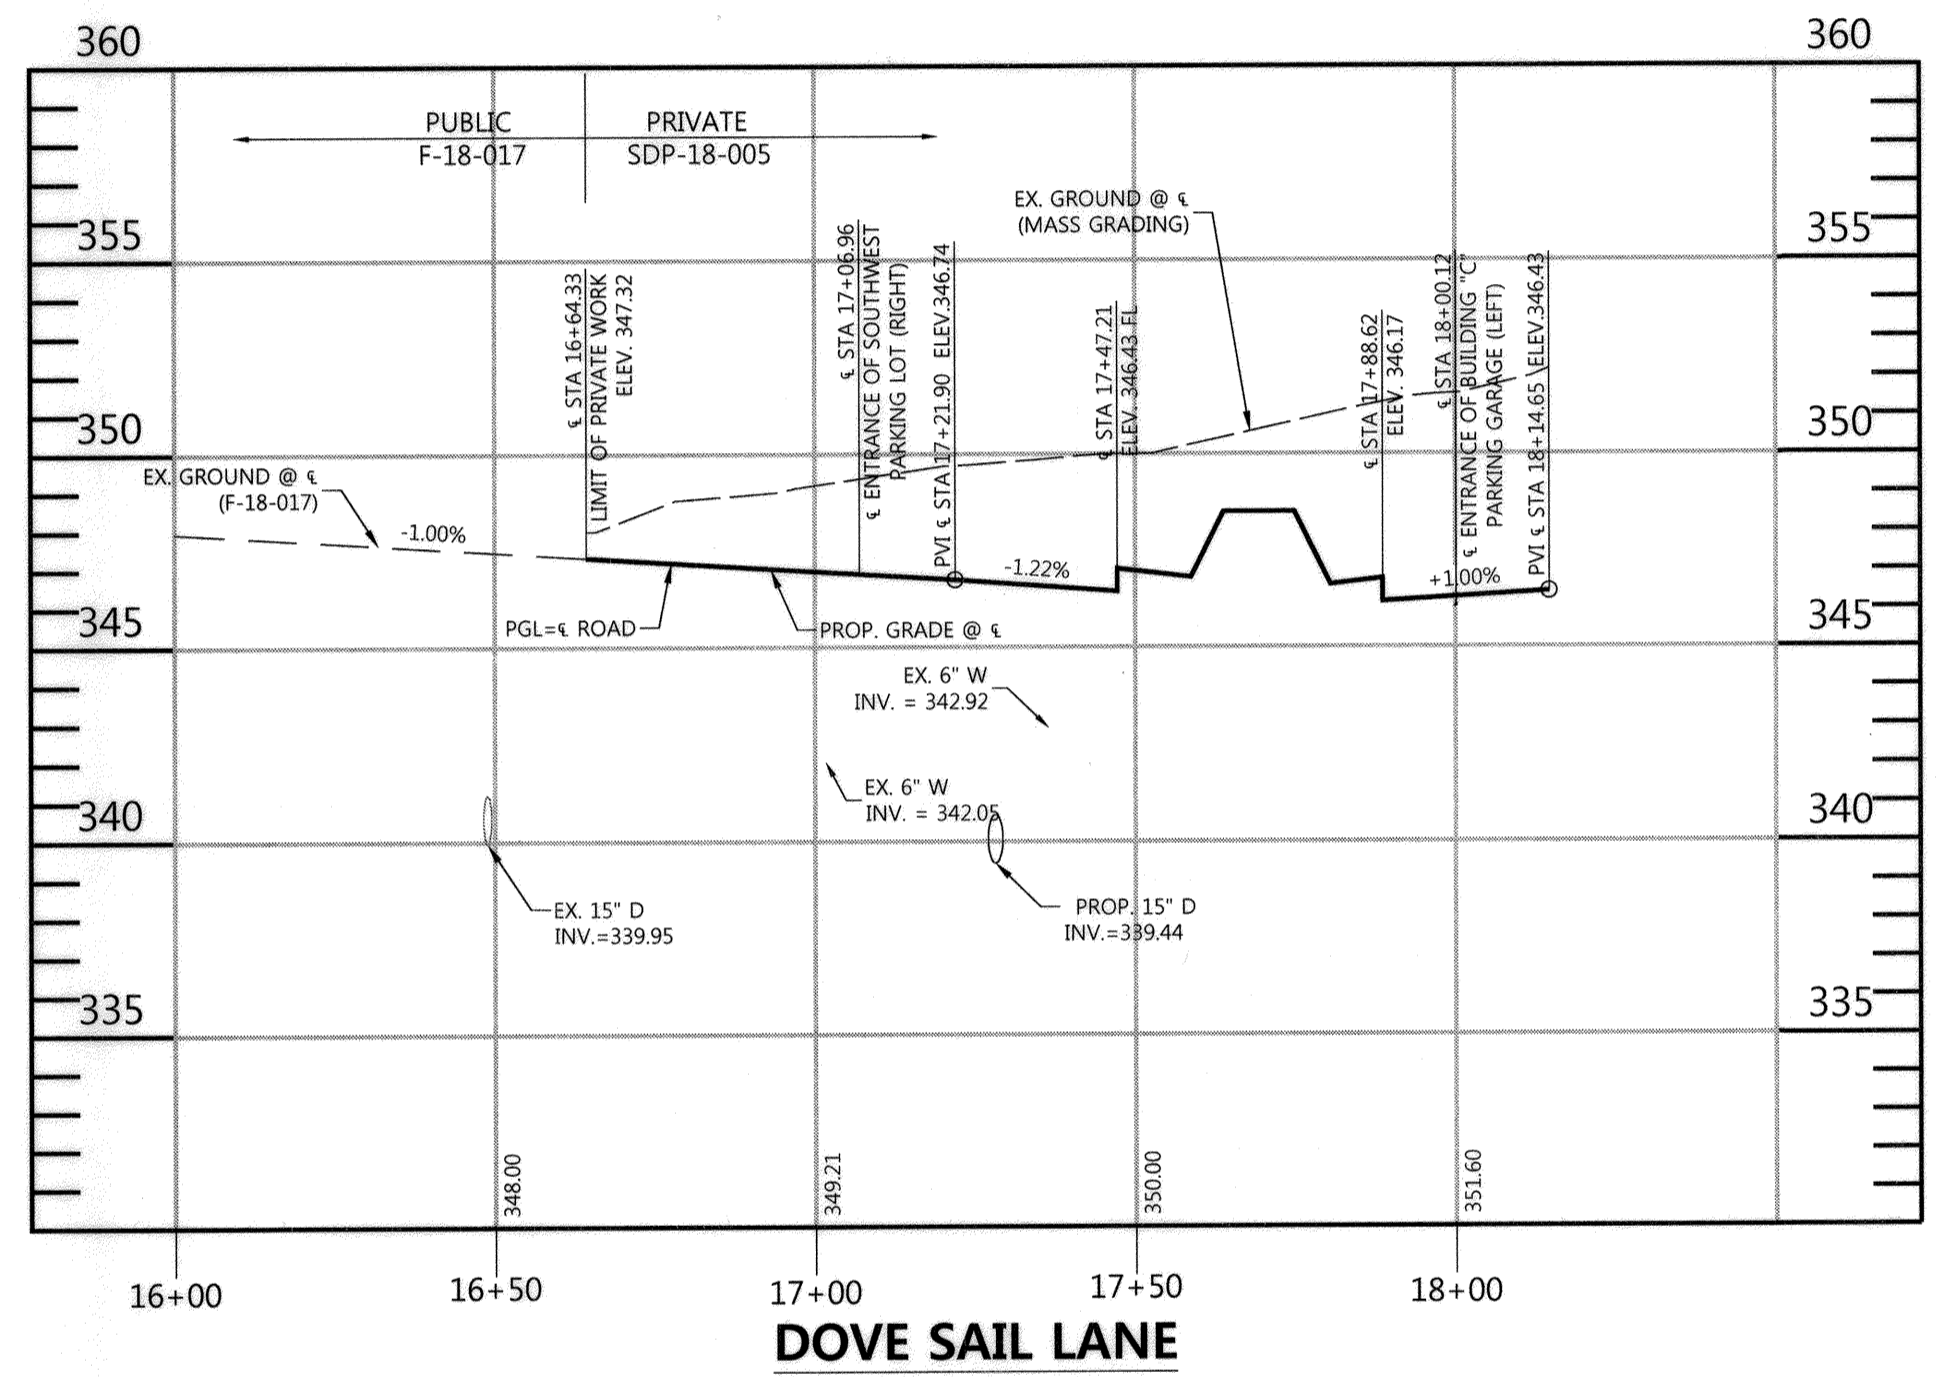 360
360
PUBLIC
F-18-017
PRIVATE
SDP-18-005
EX. GROUND @ ℄
(MASS GRADING)
355
355
℄ STA 16+64.33
LIMIT OF PRIVATE WORK
ELEV. 347.32
℄ STA 17+06.96
℄ ENTRANCE OF SOUTHWEST
PARKING LOT (RIGHT)
PVI ℄ STA 17+21.90 ELEV.346.74
℄ STA 17+47.21
ELEV. 346.43 FL
℄ STA 17+88.62
ELEV. 346.17
℄ STA 18+00.12
℄ ENTRANCE OF BUILDING "C"
PARKING GARAGE (LEFT)
PVI ℄ STA 18+14.65 ELEV.346.43
350
350
EX. GROUND @ ℄
(F-18-017)
-1.00%
-1.22%
+1.00%
345
345
PGL=℄ ROAD
PROP. GRADE @ ℄
EX. 6" W
INV. = 342.92
EX. 6" W
INV. = 342.05
340
340
EX. 15" D
INV.=339.95
PROP. 15" D
INV.=339.44
335
335
348.00
349.21
350.00
351.60
16+00
16+50
17+00
17+50
18+00
DOVE SAIL LANE